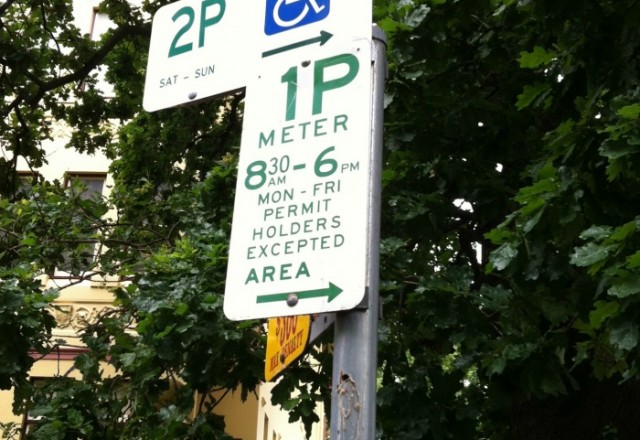 2P
SAT - SUN
1P
METER
8 30 AM - 6 PM
MON - FRI
PERMIT
HOLDERS
EXCEPTED
AREA